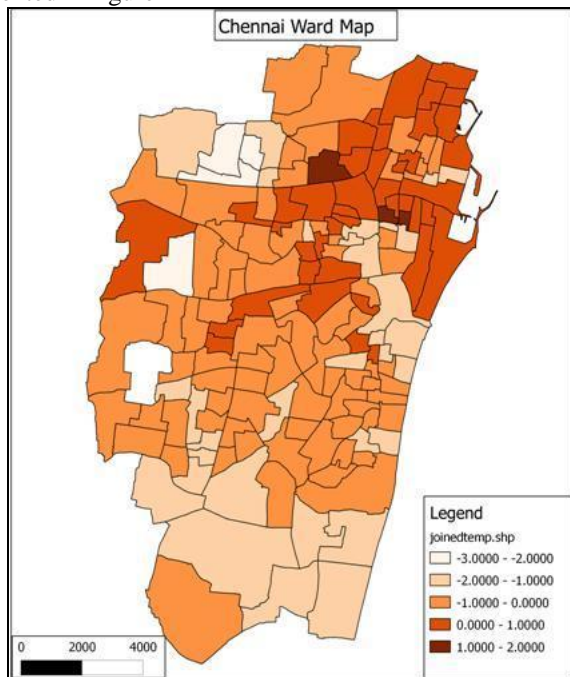 Chennai Ward Map
Legend
joinedtemp.shp
-3.0000 - -2.0000
-2.0000 - -1.0000
-1.0000 - 0.0000
0.0000 - 1.0000
1.0000 - 2.0000
0 2000 4000